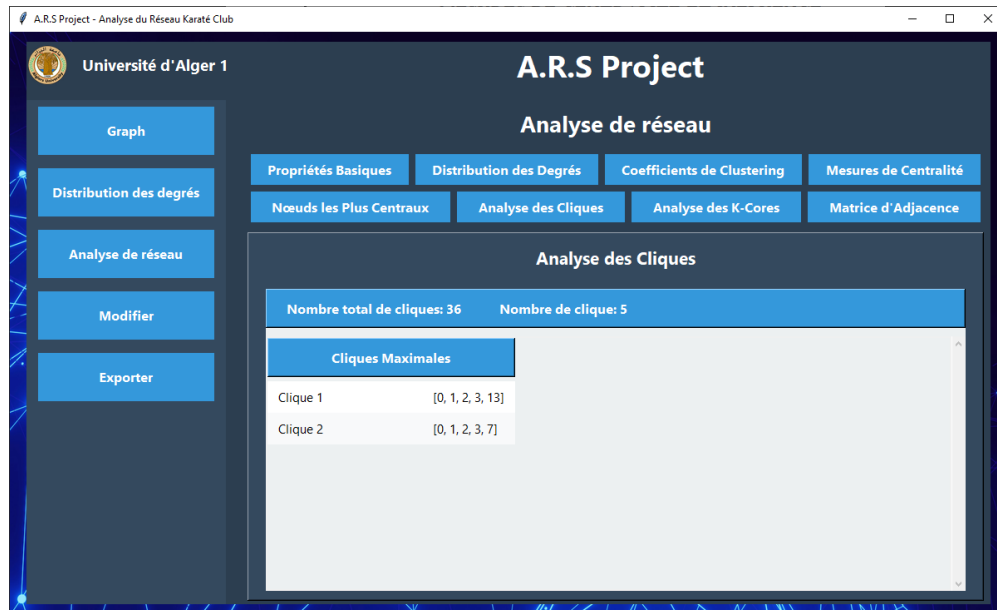 A.R.S Project - Analyse du Réseau Karaté Club
Université d'Alger 1
A.R.S Project
Graph
Distribution des degrés
Analyse de réseau
Modifier
Exporter
Analyse de réseau
Propriétés Basiques
Distribution des Degrés
Coefficients de Clustering
Mesures de Centralité
Nœuds les Plus Centraux
Analyse des Cliques
Analyse des K-Cores
Matrice d'Adjacence
Analyse des Cliques
Nombre total de cliques: 36 Nombre de clique: 5
Cliques Maximales
Clique 1 [0, 1, 2, 3, 13]
Clique 2 [0, 1, 2, 3, 7]